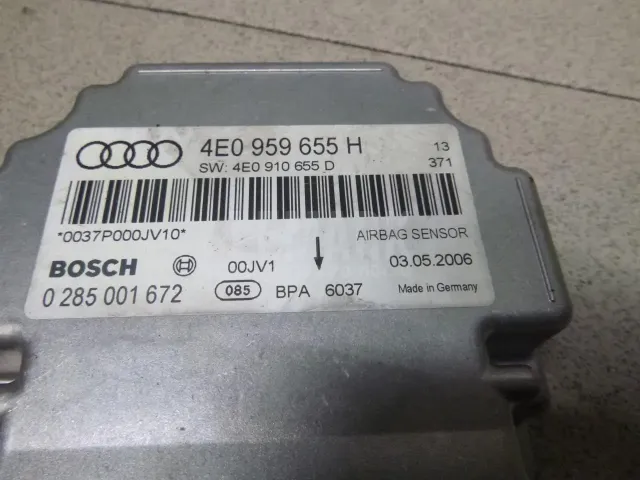 4E0 959 655 H 13
SW: 4E0 910 655 D 371
*0037P000JV10* AIRBAG SENSOR
BOSCH 00JV1 03.05.2006
0 285 001 672 085 BPA 6037 Made in Germany